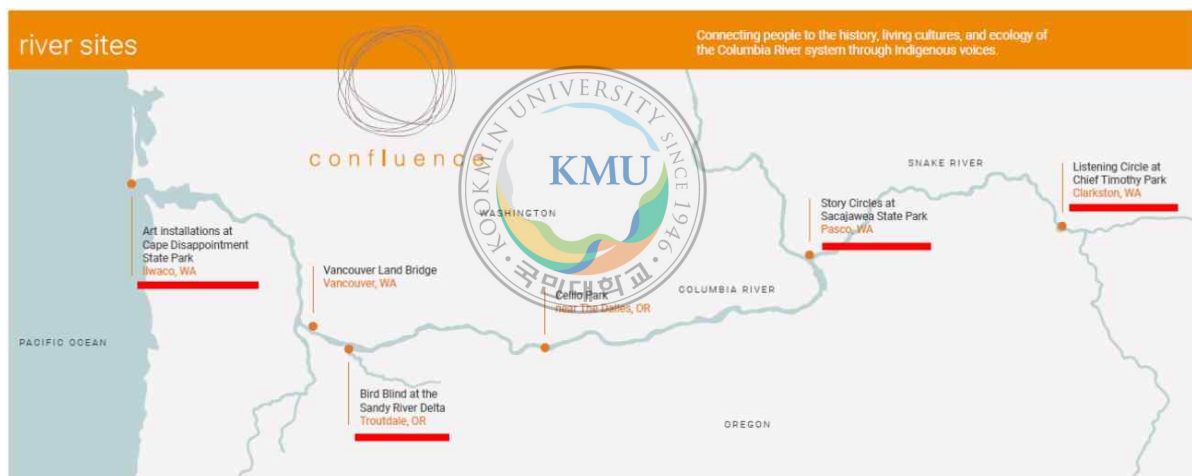 river sites
Connecting people to the history, living cultures, and ecology of
the Columbia River system through Indigenous voices.
confluence
KOOKMIN UNIVERSITY SINCE 1946
KMU
국민대학교
WASHINGTON
SNAKE RIVER
Listening Circle at
Chief Timothy Park
Clarkston, WA
Story Circles at
Sacajawea State Park
Pasco, WA
Art installations at
Cape Disappointment
State Park
Ilwaco, WA
Vancouver Land Bridge
Vancouver, WA
Celilo Park
near The Dalles, OR
COLUMBIA RIVER
PACIFIC OCEAN
Bird Blind at the
Sandy River Delta
Troutdale, OR
OREGON